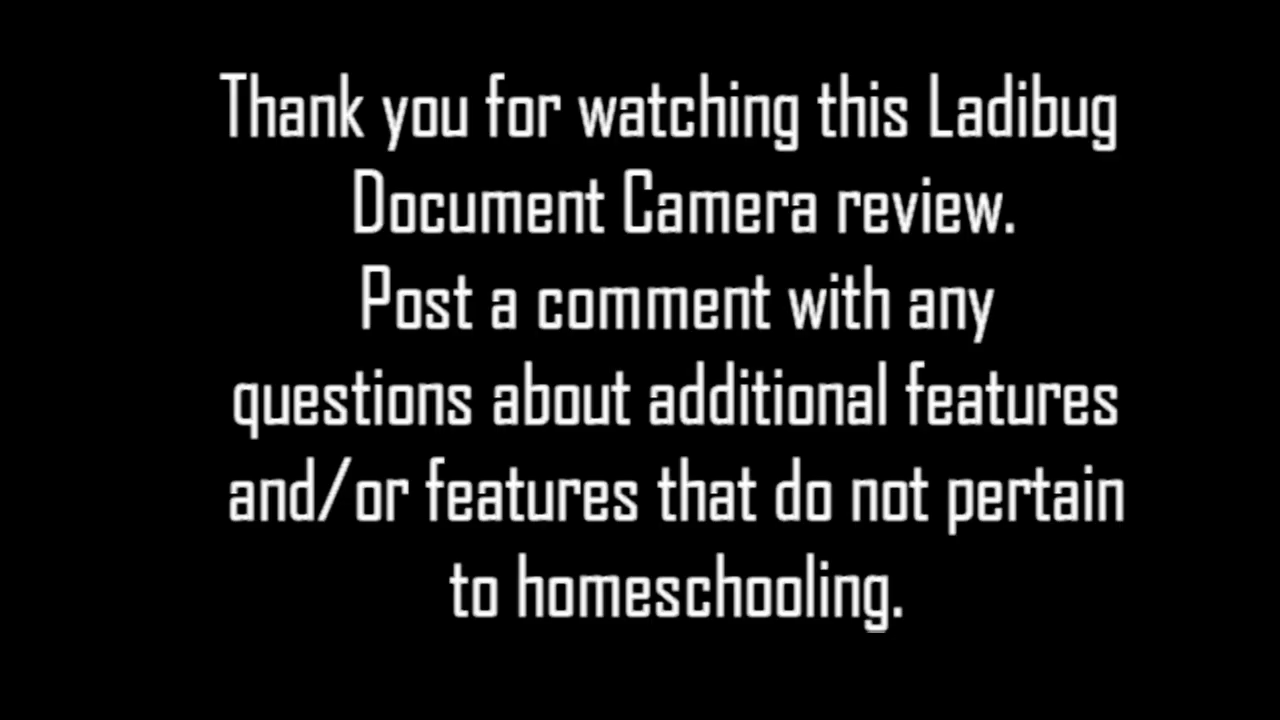 Thank you for watching this Ladibug
Document Camera review.
Post a comment with any
questions about additional features
and/or features that do not pertain
to homeschooling.